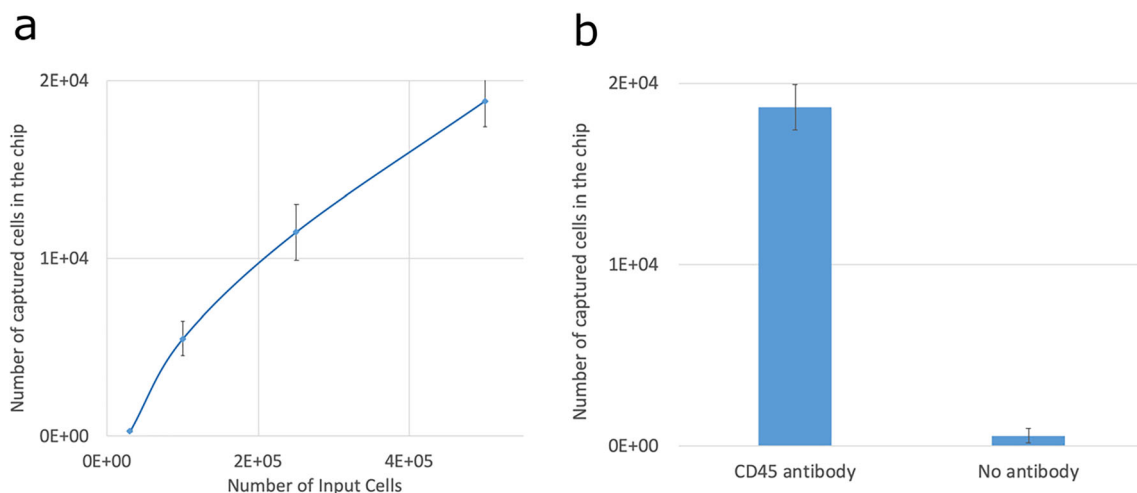 a
Number of captured cells in the chip
2E+04
1E+04
0E+00
0E+00 2E+05 4E+05
Number of Input Cells
b
Number of captured cells in the chip
2E+04
1E+04
0E+00
CD45 antibody No antibody